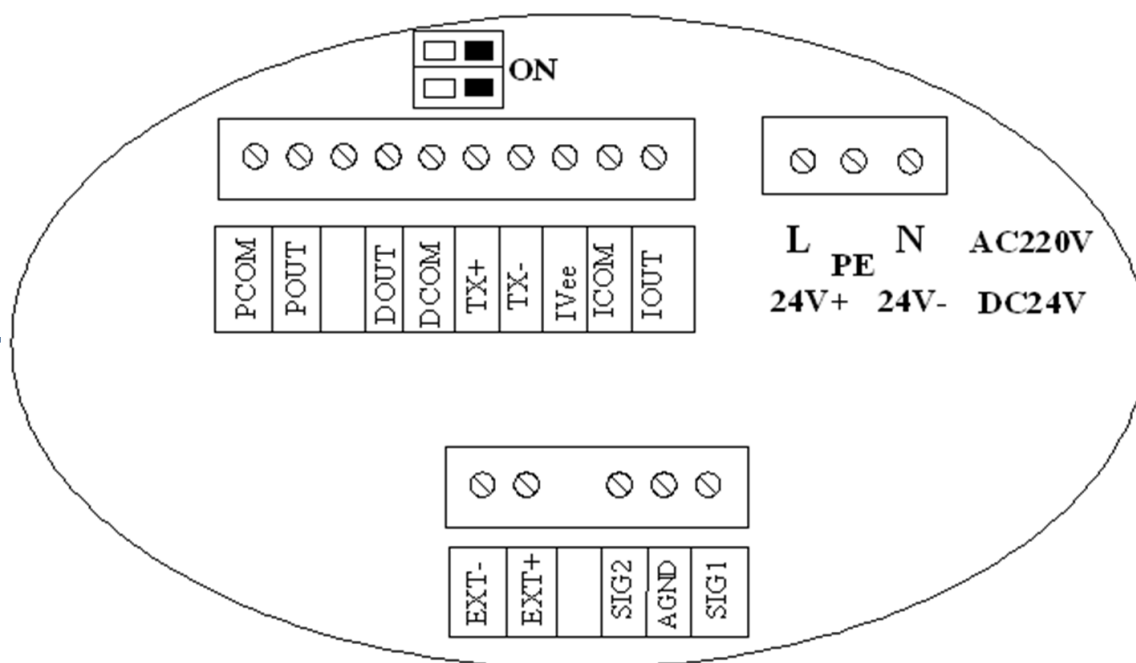 ON
PCOM POUT DOUT DCOM TX+ TX- IVee ICOM IOUT
L N AC220V
PE
24V+ 24V- DC24V
EXT- EXT+ SIG2 AGND SIG1